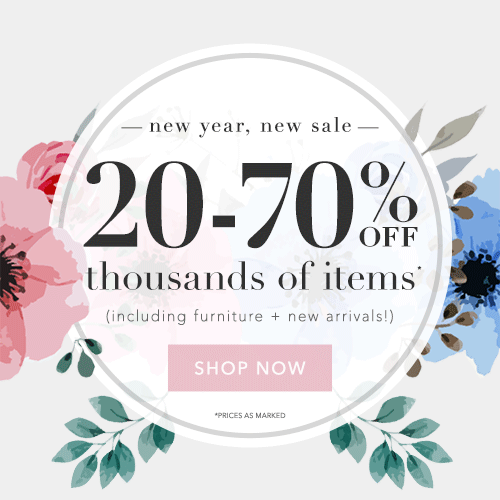 — new year, new sale —
20-70% OFF
thousands of items*
(including furniture + new arrivals!)
SHOP NOW
*PRICES AS MARKED